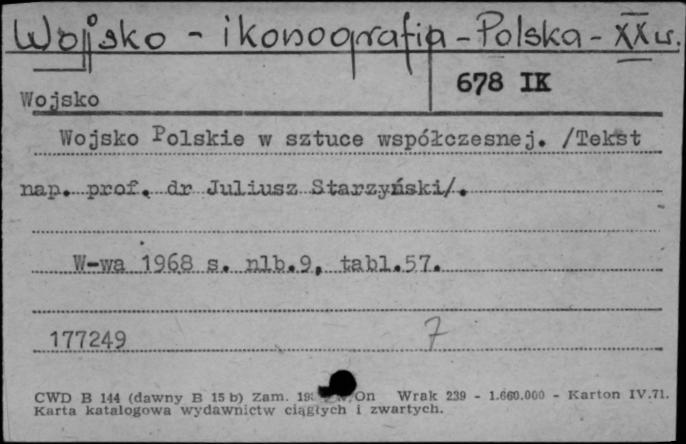 Wojsko - ikonografia - Polska - XX w.
678 IK
Wojsko
Wojsko Polskie w sztuce współczesnej. /Tekst
nap. prof. dr Juliusz Starzyński/.
W-wa 1968 s. nlb.9, tabl.57.
177249 7
CWD B 144 (dawny B 15 b) Zam. On Wrak 239 - 1.660.000 - Karton IV.71.
Karta katalogowa wydawnictw ciągłych i zwartych.